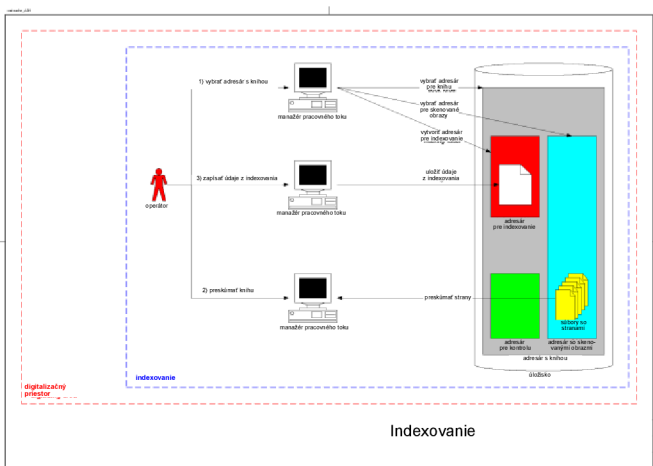 1) vybrať adresár s knihou
manažér pracovného toku
vybrať adresár
pre knihu
vybrať adresár
pre skenované
obrazy
vytvoriť adresár
pre indexovanie
operátor
3) zapísať údaje z indexovania
manažér pracovného toku
uložiť údaje
z indexovania
adresár
pre indexovanie
2) preskúmať knihu
manažér pracovného toku
preskúmať strany
súbory so
stranami
adresár
pre kontrolu
adresár so skeno-
vanými obrazmi
adresár s knihou
úložisko
indexovanie
digitalizačný
priestor
Indexovanie